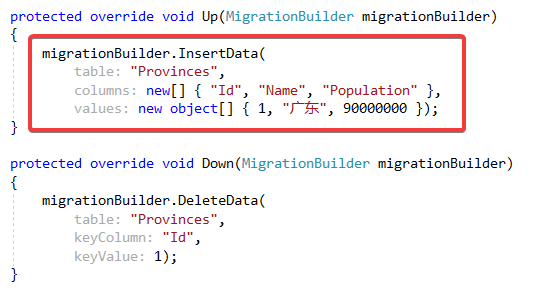 protected override void Up(MigrationBuilder migrationBuilder)
{
migrationBuilder.InsertData(
table: "Provinces",
columns: new[] { "Id", "Name", "Population" },
values: new object[] { 1, "广东", 90000000 });
}
protected override void Down(MigrationBuilder migrationBuilder)
{
migrationBuilder.DeleteData(
table: "Provinces",
keyColumn: "Id",
keyValue: 1);
}